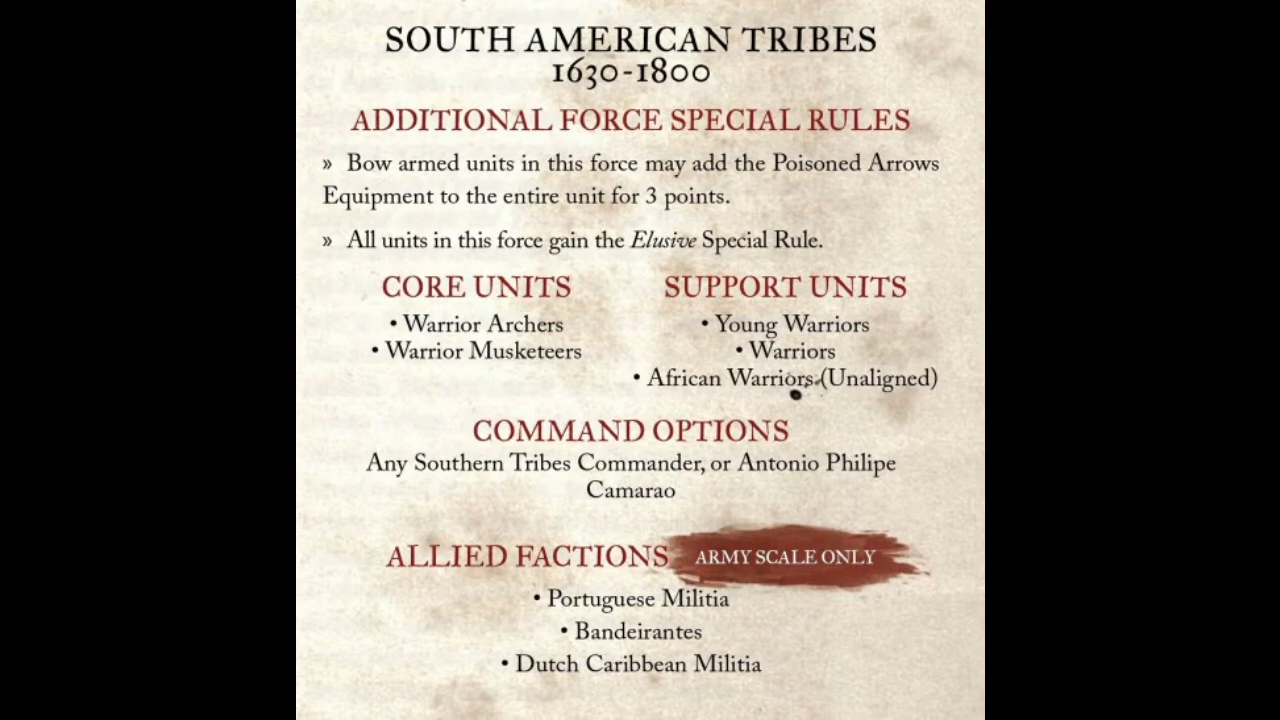 SOUTH AMERICAN TRIBES
1630-1800
ADDITIONAL FORCE SPECIAL RULES
» Bow armed units in this force may add the Poisoned Arrows
Equipment to the entire unit for 3 points.
» All units in this force gain the Elusive Special Rule.
CORE UNITS
• Warrior Archers
• Warrior Musketeers
SUPPORT UNITS
• Young Warriors
• Warriors
• African Warriors (Unaligned)
COMMAND OPTIONS
Any Southern Tribes Commander, or Antonio Philipe
Camarao
ALLIED FACTIONS ARMY SCALE ONLY
• Portuguese Militia
• Bandeirantes
• Dutch Caribbean Militia